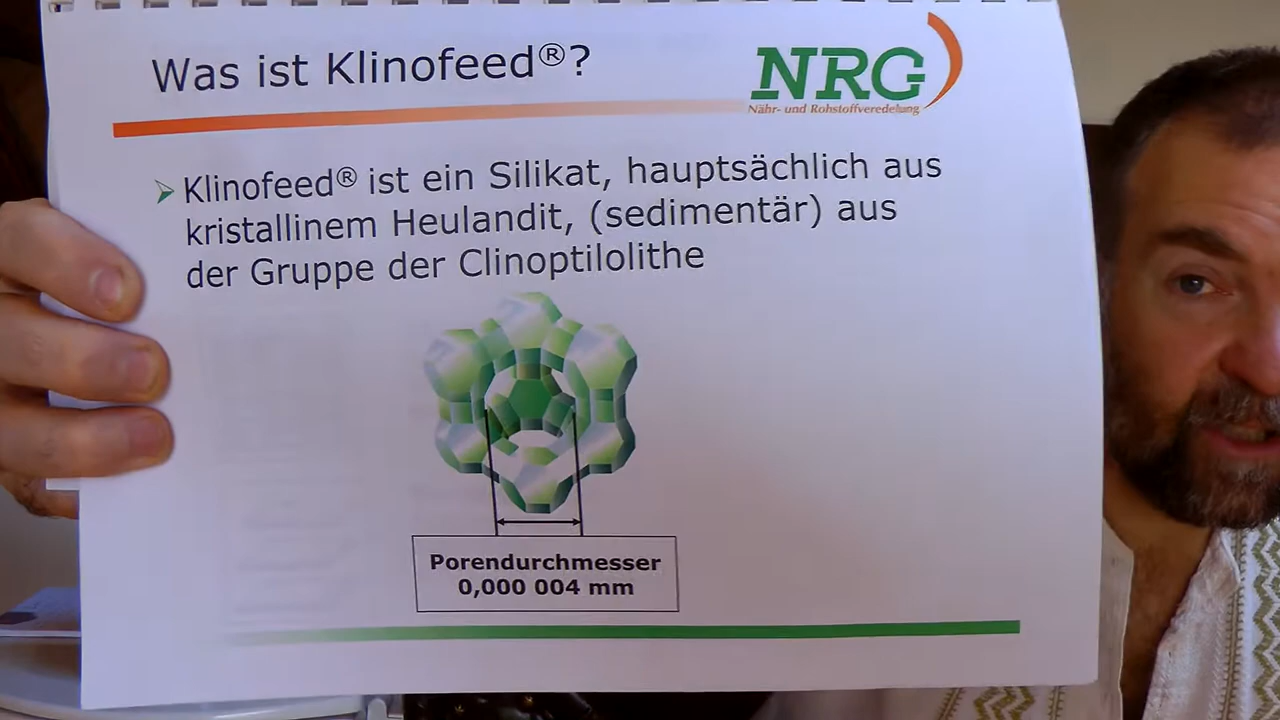 Was ist Klinofeed®?
NRG
Nähr- und Rohstoffveredelung
Klinofeed® ist ein Silikat, hauptsächlich aus
kristallinem Heulandit, (sedimentär) aus
der Gruppe der Clinoptilolithe
Porendurchmesser
0,000 004 mm